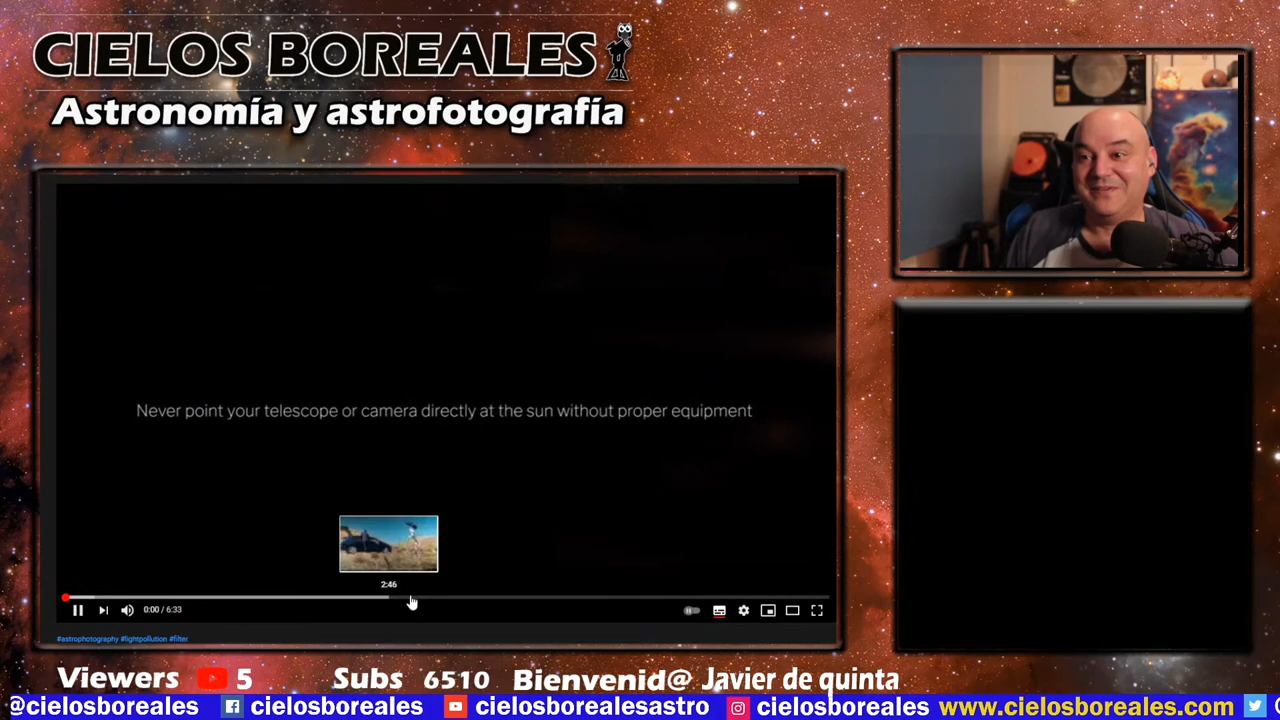 CIELOS BOREALES
Astronomía y astrofotografía
Never point your telescope or camera directly at the sun without proper equipment
2:46
0:00 / 6:33
#astrophotography #lightpollution #filter
Viewers 5 Subs 6510 Bienvenid@ Javier de quinta
@cielosboreales cielosboreales cielosborealesastro cielosboreales www.cielosboreales.com